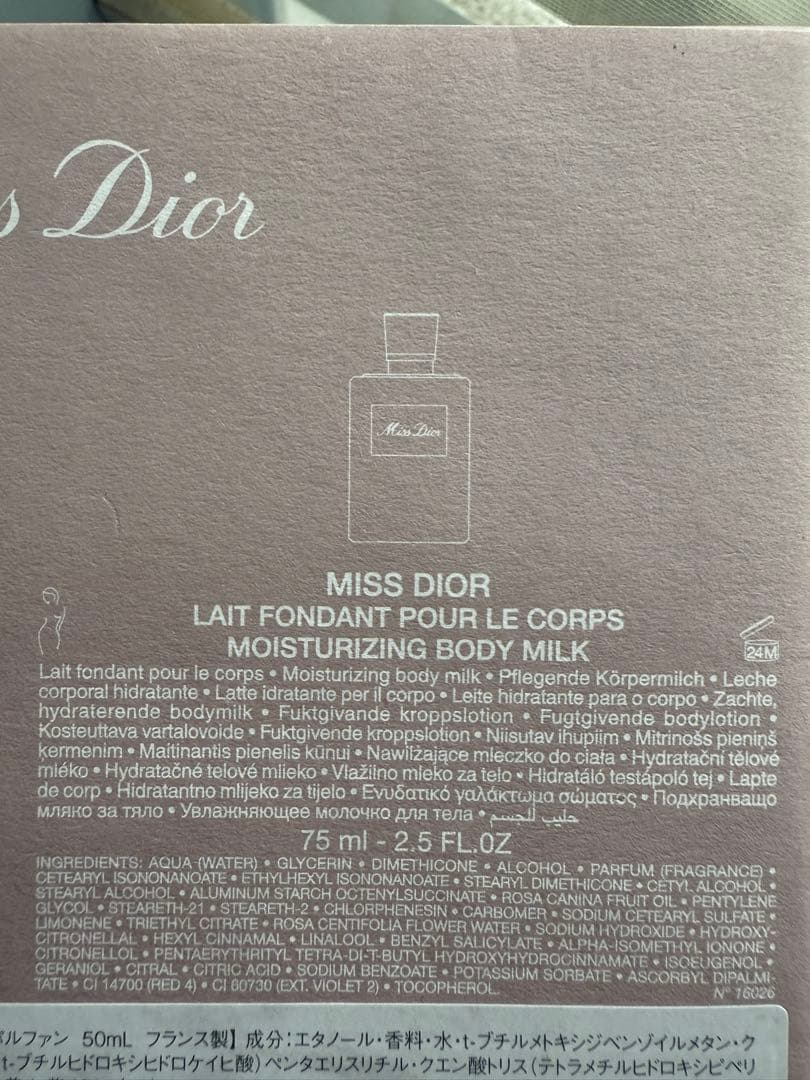 s Dior
Miss Dior
MISS DIOR
LAIT FONDANT POUR LE CORPS
MOISTURIZING BODY MILK
24M
Lait fondant pour le corps • Moisturizing body milk • Pflegende Körpermilch • Leche
corporal hidratante • Latte idratante per il corpo • Leite hidratante para o corpo • Zachte,
hydraterende bodymilk • Fuktgivande kroppslotion • Fugtgivende bodylotion •
Kosteuttava vartalovoide • Fuktgivende kroppslotion • Niisutav ihupiim • Mitrinošs pieniņš
ķermenim • Maitinantis pienelis kūnui • Nawilżające mleczko do ciała • Hydratační tělové
mléko • Hydratačné telové mlieko • Vlažilno mleko za telo • Hidratáló testápoló tej • Lapte
de corp • Hidratantno mlijeko za tijelo • Ενυδατικό γαλάκτωμα σώματος • Подхранващо
мляко за тяло • Увлажняющее молочко для тела • حليب للجسم
75 ml - 2.5 FL.OZ
INGREDIENTS: AQUA (WATER) • GLYCERIN • DIMETHICONE • ALCOHOL • PARFUM (FRAGRANCE) •
CETEARYL ISONONANOATE • ETHYLHEXYL ISONONANOATE • STEARYL DIMETHICONE • CETYL ALCOHOL •
STEARYL ALCOHOL • ALUMINUM STARCH OCTENYLSUCCINATE • ROSA CANINA FRUIT OIL • PENTYLENE
GLYCOL • STEARETH-21 • STEARETH-2 • CHLORPHENESIN • CARBOMER • SODIUM CETEARYL SULFATE •
LIMONENE • TRIETHYL CITRATE • ROSA CENTIFOLIA FLOWER WATER • SODIUM HYDROXIDE • HYDROXY-
CITRONELLAL • HEXYL CINNAMAL • LINALOOL • BENZYL SALICYLATE • ALPHA-ISOMETHYL IONONE •
CITRONELLOL • PENTAERYTHRITYL TETRA-DI-T-BUTYL HYDROXYHYDROCINNAMATE • ISOEUGENOL •
GERANIOL • CITRAL • CITRIC ACID • SODIUM BENZOATE • POTASSIUM SORBATE • ASCORBYL DIPALMI-
TATE • CI 14700 (RED 4) • CI 60730 (EXT. VIOLET 2) • TOCOPHEROL.
N° 16026
パルファン 50mL フランス製】成分：エタノール・香料・水・t-ブチルメトキシジベンゾイルメタン・ク
t-ブチルヒドロキシヒドロケイヒ酸）ペンタエリスリチル・クエン酸トリス（テトラメチルヒドロキシピペリ